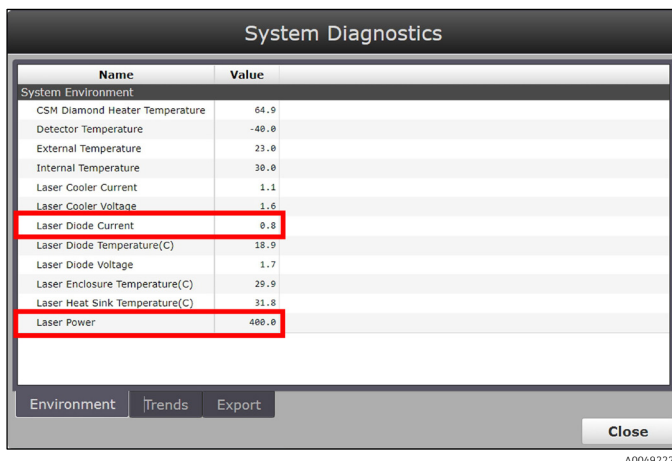 System Diagnostics
Name Value
System Environment
CSM Diamond Heater Temperature 64.9
Detector Temperature -40.0
External Temperature 23.0
Internal Temperature 30.0
Laser Cooler Current 1.1
Laser Cooler Voltage 1.6
Laser Diode Current 0.8
Laser Diode Temperature(C) 18.9
Laser Diode Voltage 1.7
Laser Enclosure Temperature(C) 29.9
Laser Heat Sink Temperature(C) 31.8
Laser Power 400.0
Environment Trends Export
Close